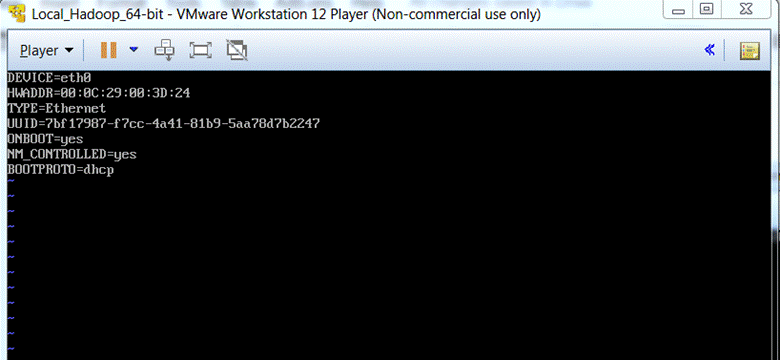 Local_Hadoop_64-bit - VMware Workstation 12 Player (Non-commercial use only)
Player
DEVICE=eth0
HWADDR=00:0C:29:00:3D:24
TYPE=Ethernet
UUID=7bf17987-f7cc-4a41-81b9-5aa78d7b2247
ONBOOT=yes
NM_CONTROLLED=yes
BOOTPROTO=dhcp
~
~
~
~
~
~
~
~
~
~
~
~